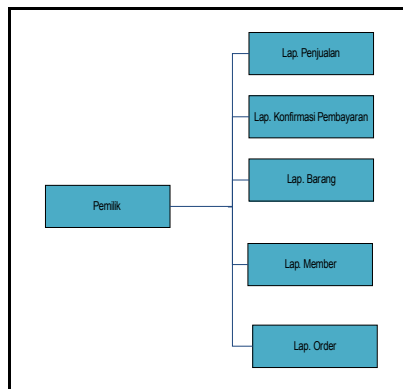 Lap. Penjualan
Lap. Konfirmasi Pembayaran
Lap. Barang
Pemilik
Lap. Member
Lap. Order